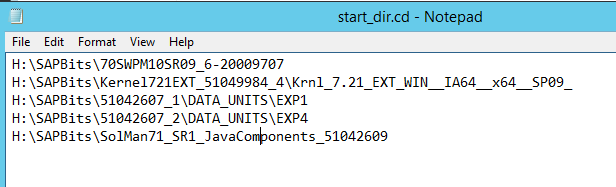 start_dir.cd - Notepad
File Edit Format View Help
H:\SAPBits\70SWPM10SR09_6-20009707
H:\SAPBits\Kernel721EXT_51049984_4\Krnl_7.21_EXT_WIN__IA64__x64__SP09_
H:\SAPBits\51042607_1\DATA_UNITS\EXP1
H:\SAPBits\51042607_2\DATA_UNITS\EXP4
H:\SAPBits\SolMan71_SR1_JavaComponents_51042609